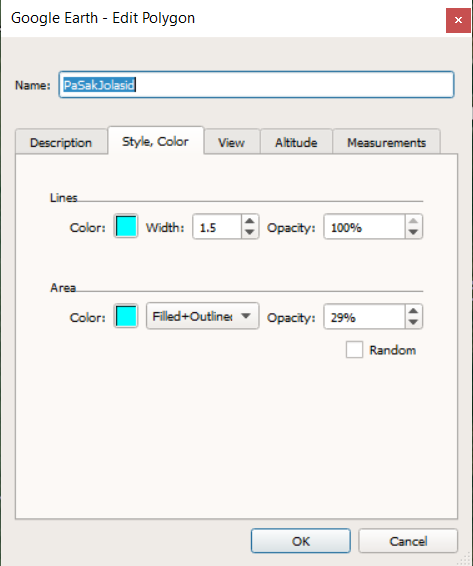 Google Earth - Edit Polygon
Name: PaSakJolasid
Description Style, Color View Altitude Measurements
Lines
Color: Width: 1.5 Opacity: 100%
Area
Color: Filled+Outlined Opacity: 29%
Random
OK Cancel